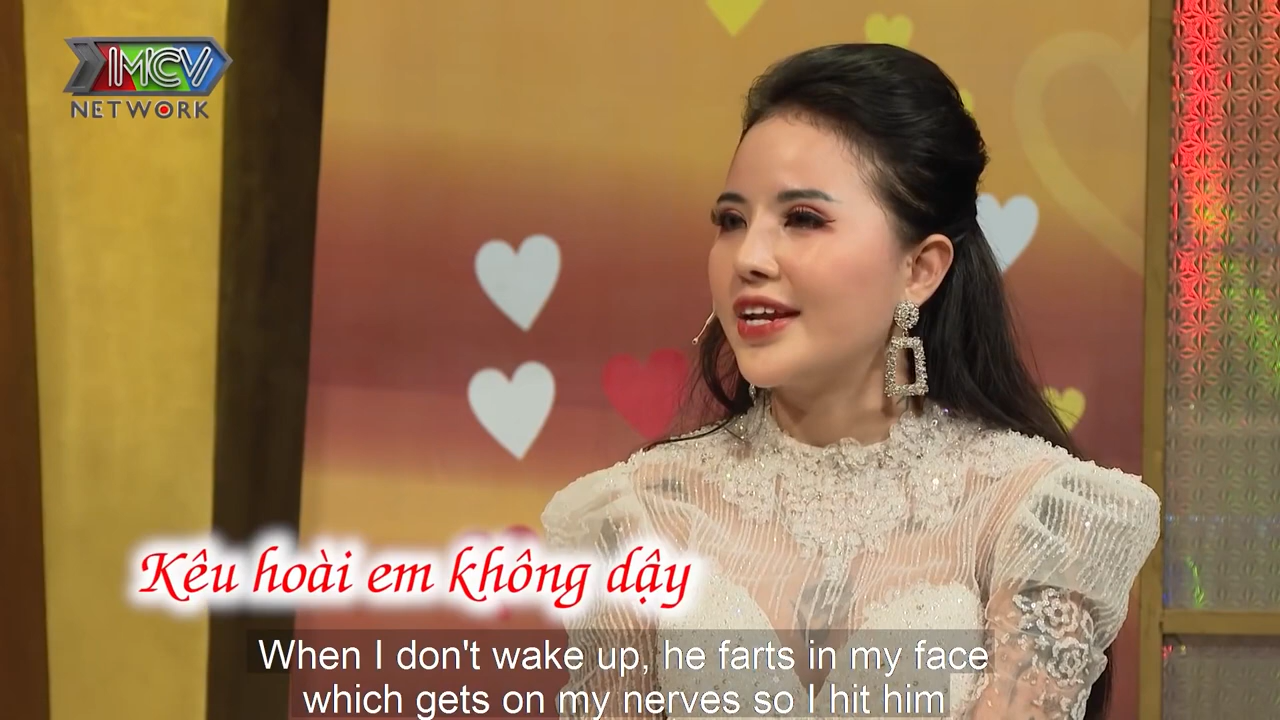 MCV
NETWORK
Kêu hoài em không dậy
When I don't wake up, he farts in my face
which gets on my nerves so I hit him